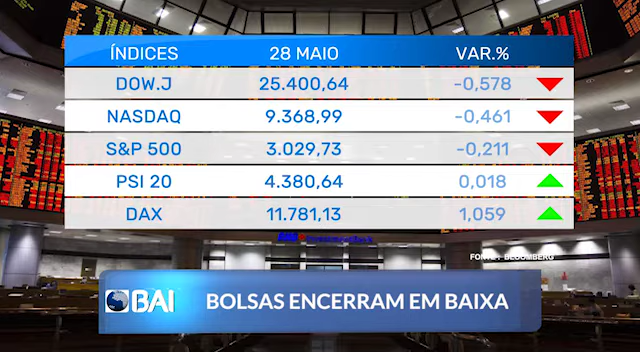 ÍNDICES 28 MAIO VAR.%
DOW.J 25.400,64 -0,578
NASDAQ 9.368,99 -0,461
S&P 500 3.029,73 -0,211
PSI 20 4.380,64 0,018
DAX 11.781,13 1,059
FONTE: BLOOMBERG
BAI BOLSAS ENCERRAM EM BAIXA